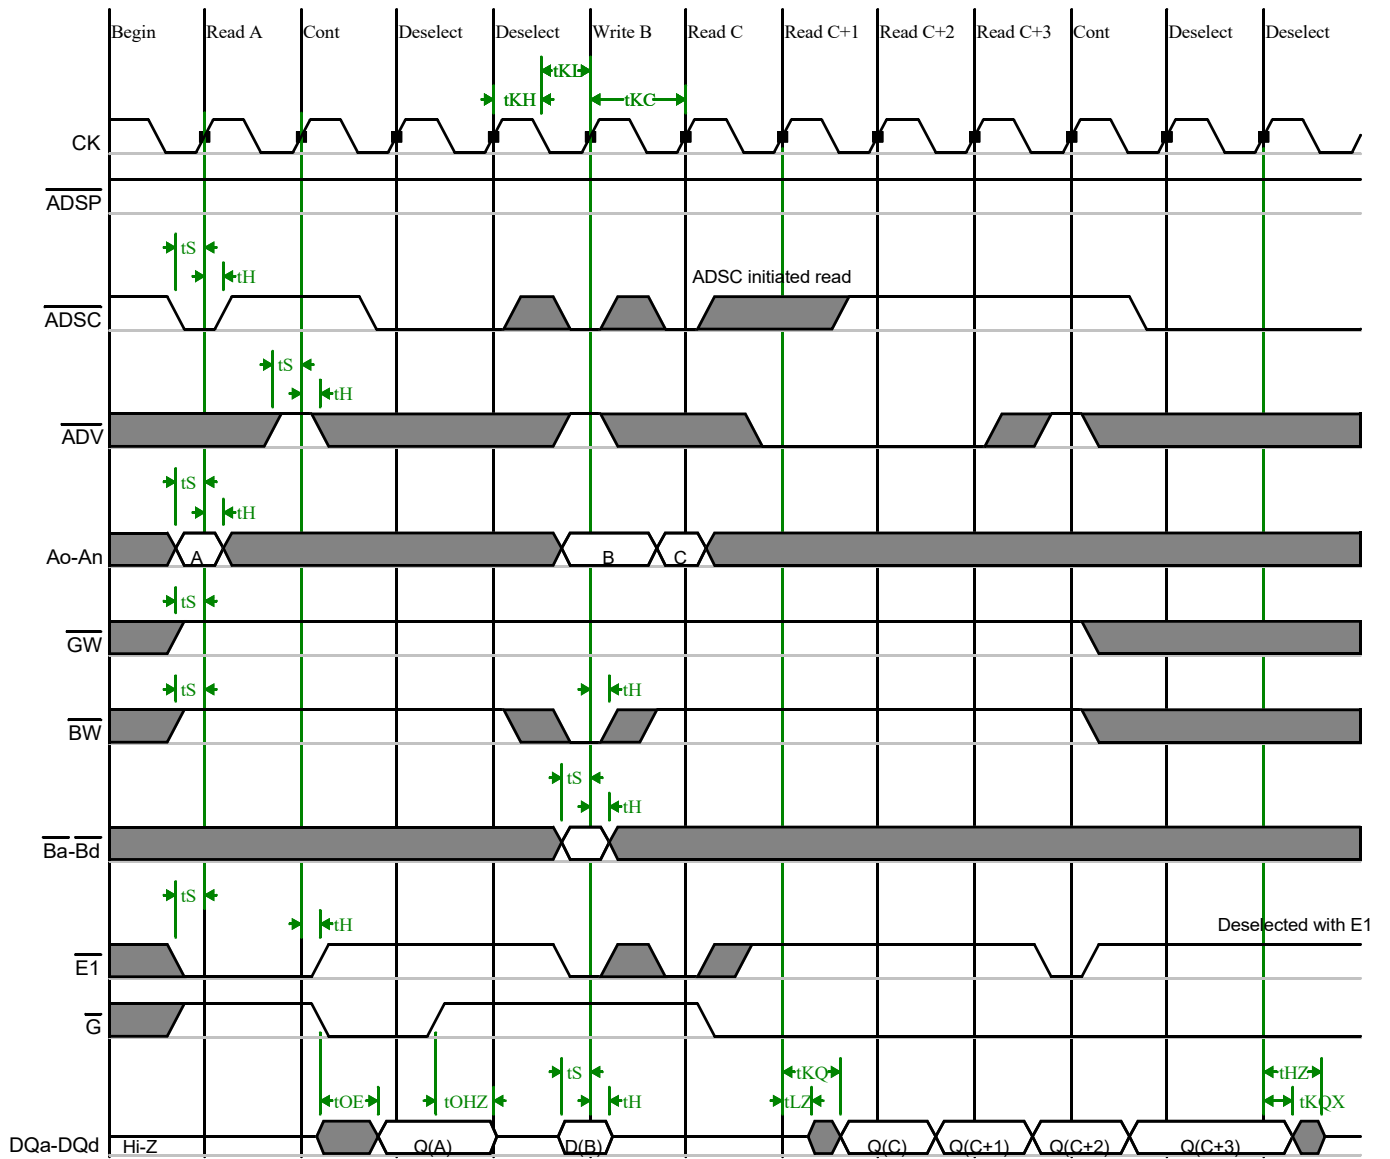 Begin Read A Cont Deselect Deselect Write B Read C Read C+1 Read C+2 Read C+3 Cont Deselect Deselect
tKL
tKH tKC
CK
ADSP
tS
tH ADSC initiated read
ADSC
tS
tH
ADV
tS
tH
Ao-An A B C
tS
GW
tS tH
BW
tS
tH
Ba-Bd
tS
tH Deselected with E1
E1
G
tS tKQ tHZ
tOE tOHZ tH tLZ tKQX
DQa-DQd Hi-Z Q(A) D(B) Q(C) Q(C+1) Q(C+2) Q(C+3)